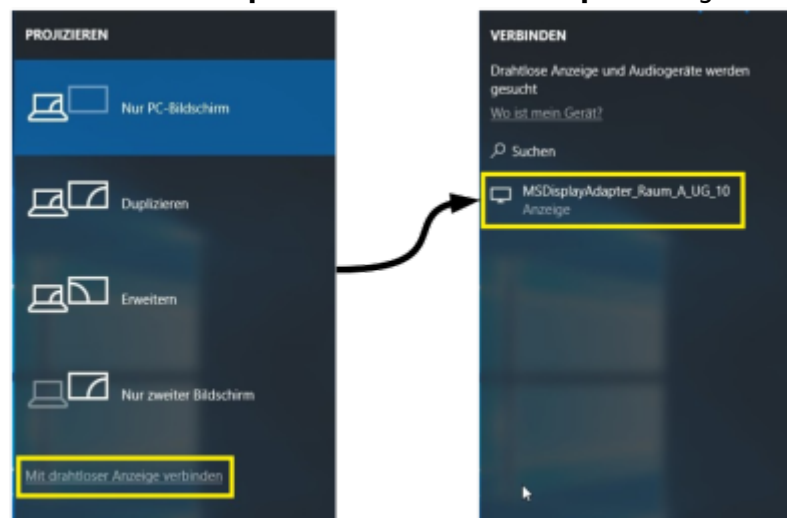 PROJIZIEREN
Nur PC-Bildschirm
Duplizieren
Erweitern
Nur zweiter Bildschirm
Mit drahtloser Anzeige verbinden
VERBINDEN
Drahtlose Anzeige und Audiogeräte werden
gesucht
Wo ist mein Gerät?
Suchen
MSDisplayAdapter_Raum_A_UG_10
Anzeige